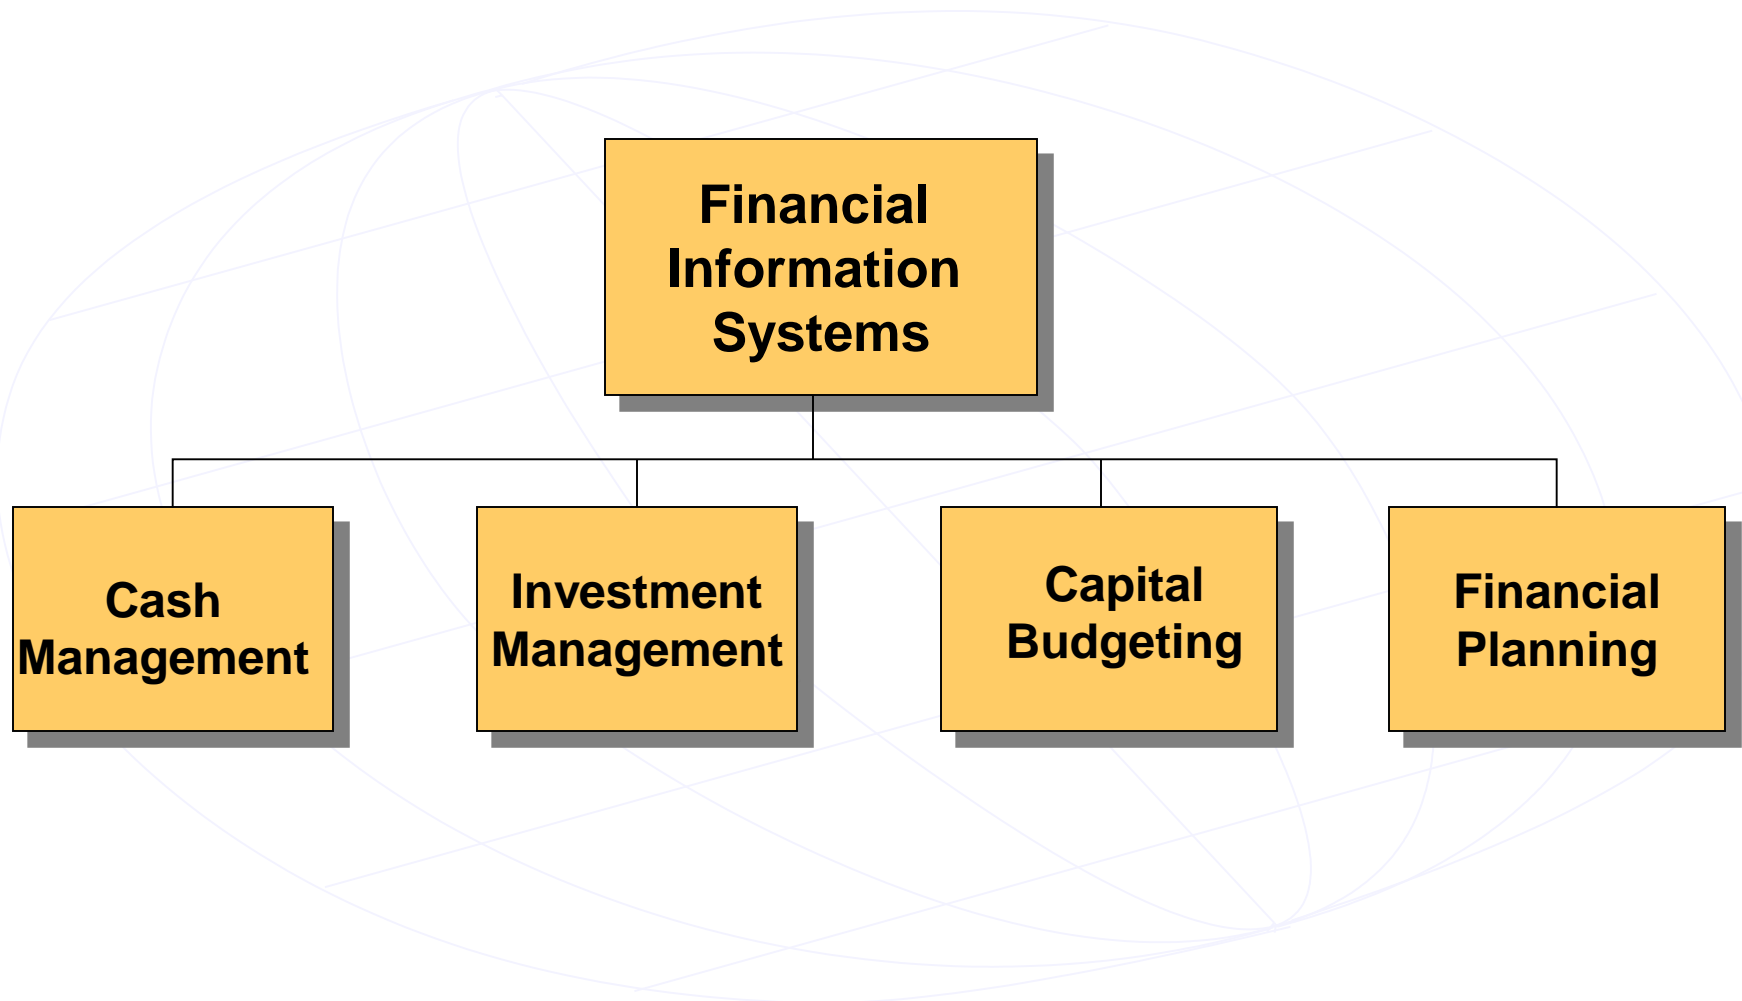 Financial
Information
Systems
Cash
Management
Investment
Management
Capital
Budgeting
Financial
Planning